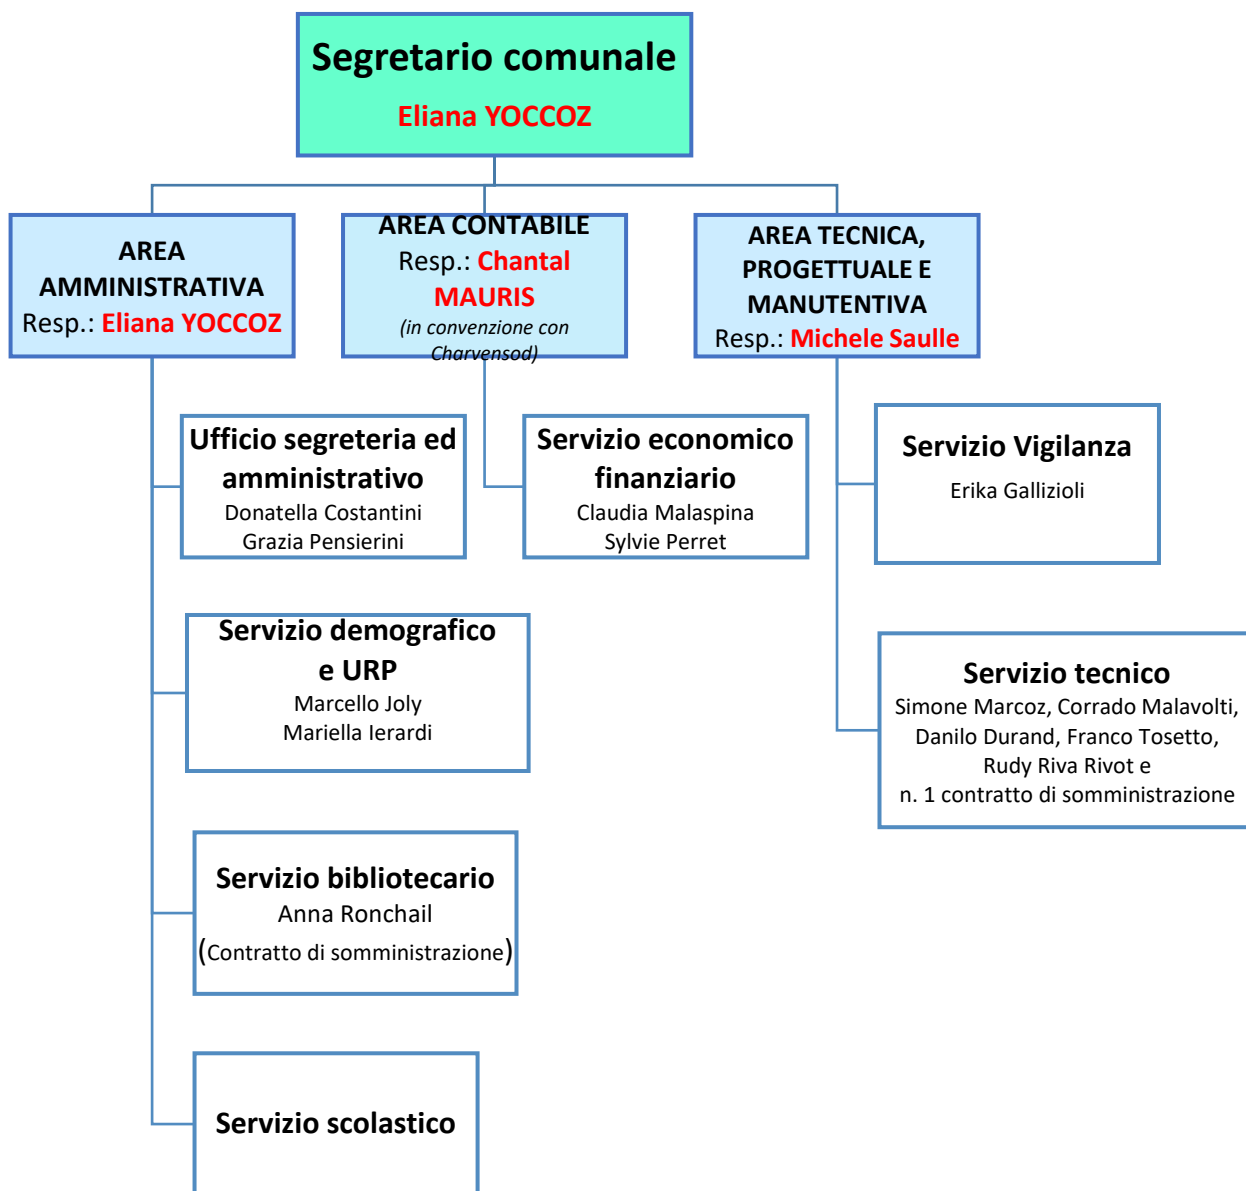 Segretario comunale
Eliana YOCCOZ
AREA
AMMINISTRATIVA
Resp.: Eliana YOCCOZ
AREA CONTABILE
Resp.: Chantal
MAURIS
(in convenzione con
Charvensod)
AREA TECNICA,
PROGETTUALE E
MANUTENTIVA
Resp.: Michele Saulle
Ufficio segreteria ed
amministrativo
Donatella Costantini
Grazia Pensierini
Servizio economico
finanziario
Claudia Malaspina
Sylvie Perret
Servizio Vigilanza
Erika Gallizioli
Servizio demografico
e URP
Marcello Joly
Mariella Ierardi
Servizio tecnico
Simone Marcoz, Corrado Malavolti,
Danilo Durand, Franco Tosetto,
Rudy Riva Rivot e
n. 1 contratto di somministrazione
Servizio bibliotecario
Anna Ronchail
(Contratto di somministrazione)
Servizio scolastico